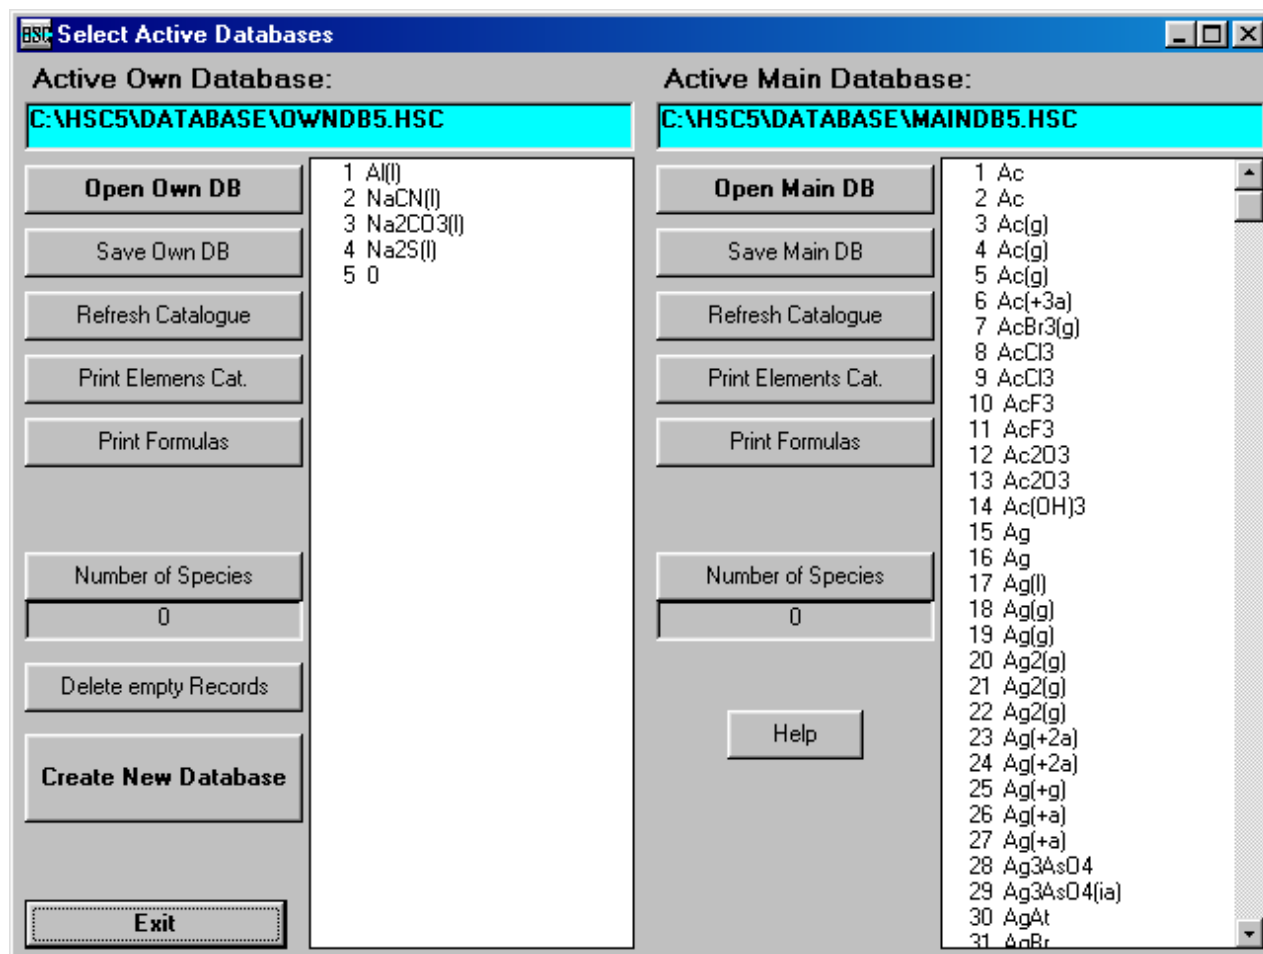 HSC Select Active Databases
Active Own Database:
C:\HSC5\DATABASE\OWNDB5.HSC
Open Own DB
Save Own DB
Refresh Catalogue
Print Elemens Cat.
Print Formulas
Number of Species
0
Delete empty Records
Create New Database
Exit
1 Al(l)
2 NaCN(l)
3 Na2CO3(l)
4 Na2S(l)
5 0
Active Main Database:
C:\HSC5\DATABASE\MAINDB5.HSC
Open Main DB
Save Main DB
Refresh Catalogue
Print Elements Cat.
Print Formulas
Number of Species
0
Help
1 Ac
2 Ac
3 Ac(g)
4 Ac(g)
5 Ac(g)
6 Ac(+3a)
7 AcBr3(g)
8 AcCl3
9 AcCl3
10 AcF3
11 AcF3
12 Ac2O3
13 Ac2O3
14 Ac(OH)3
15 Ag
16 Ag
17 Ag(l)
18 Ag(g)
19 Ag(g)
20 Ag2(g)
21 Ag2(g)
22 Ag2(g)
23 Ag(+2a)
24 Ag(+2a)
25 Ag(+g)
26 Ag(+a)
27 Ag(+a)
28 Ag3AsO4
29 Ag3AsO4(ia)
30 AgAt
31 AgBr